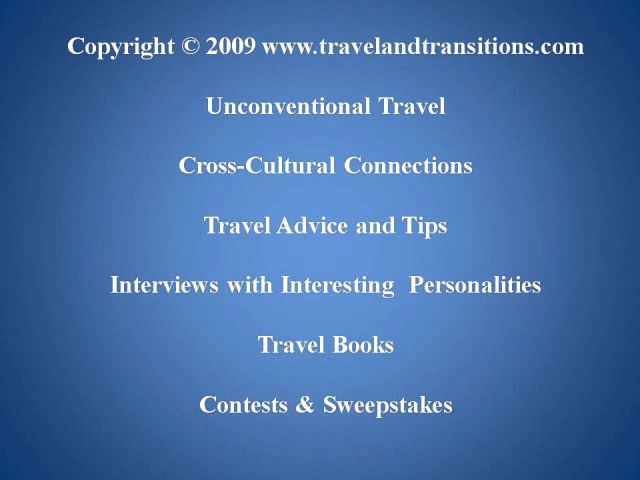 Copyright © 2009 www.travelandtransitions.com
Unconventional Travel
Cross-Cultural Connections
Travel Advice and Tips
Interviews with Interesting  Personalities
Travel Books
Contests & Sweepstakes